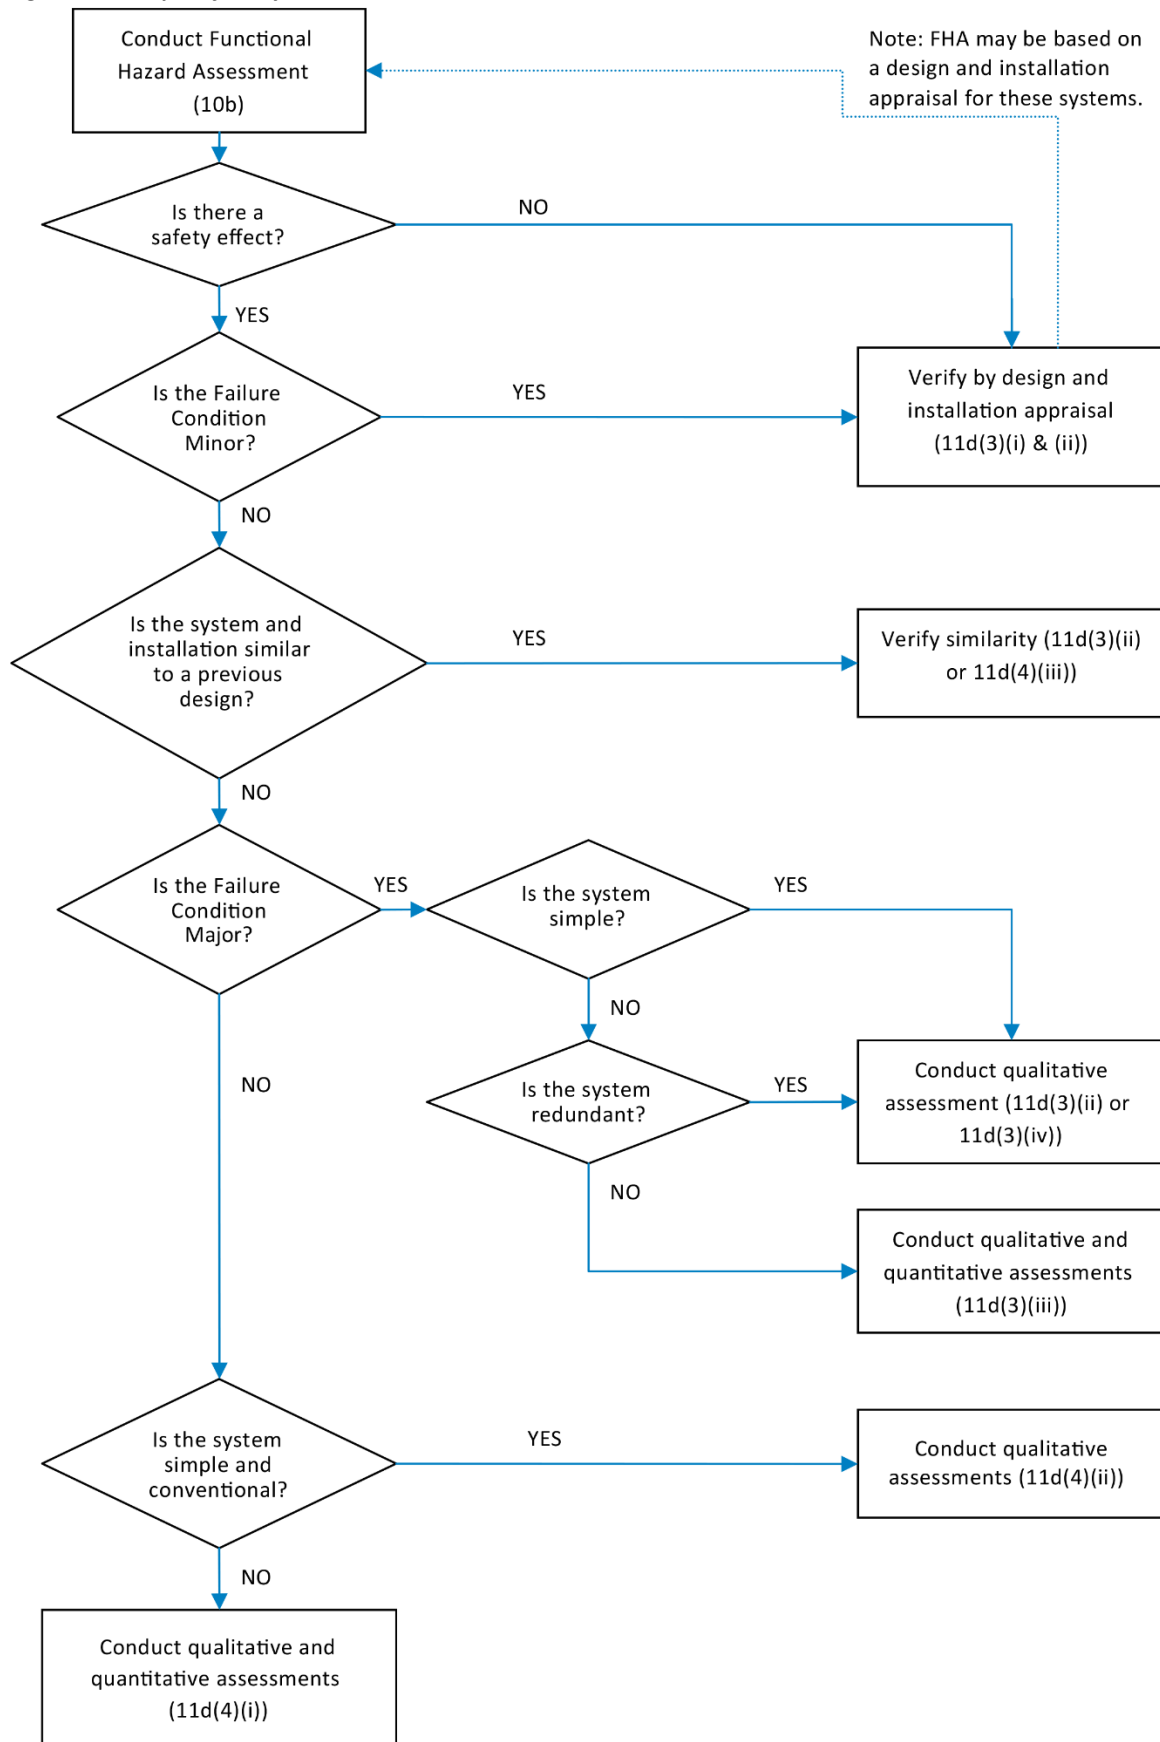 Conduct Functional
Hazard Assessment
(10b)
Note: FHA may be based on
a design and installation
appraisal for these systems.
Is there a
safety effect?
NO
YES
Is the Failure
Condition
Minor?
YES
Verify by design and
installation appraisal
(11d(3)(i) & (ii))
NO
Is the system and
installation similar
to a previous
design?
YES
Verify similarity (11d(3)(ii)
or 11d(4)(iii))
NO
Is the Failure
Condition
Major?
YES
Is the system
simple?
YES
NO
NO
Is the system
redundant?
YES
Conduct qualitative
assessment (11d(3)(ii) or
11d(3)(iv))
NO
Conduct qualitative and
quantitative assessments
(11d(3)(iii))
Is the system
simple and
conventional?
YES
Conduct qualitative
assessments (11d(4)(ii))
NO
Conduct qualitative and
quantitative assessments
(11d(4)(i))